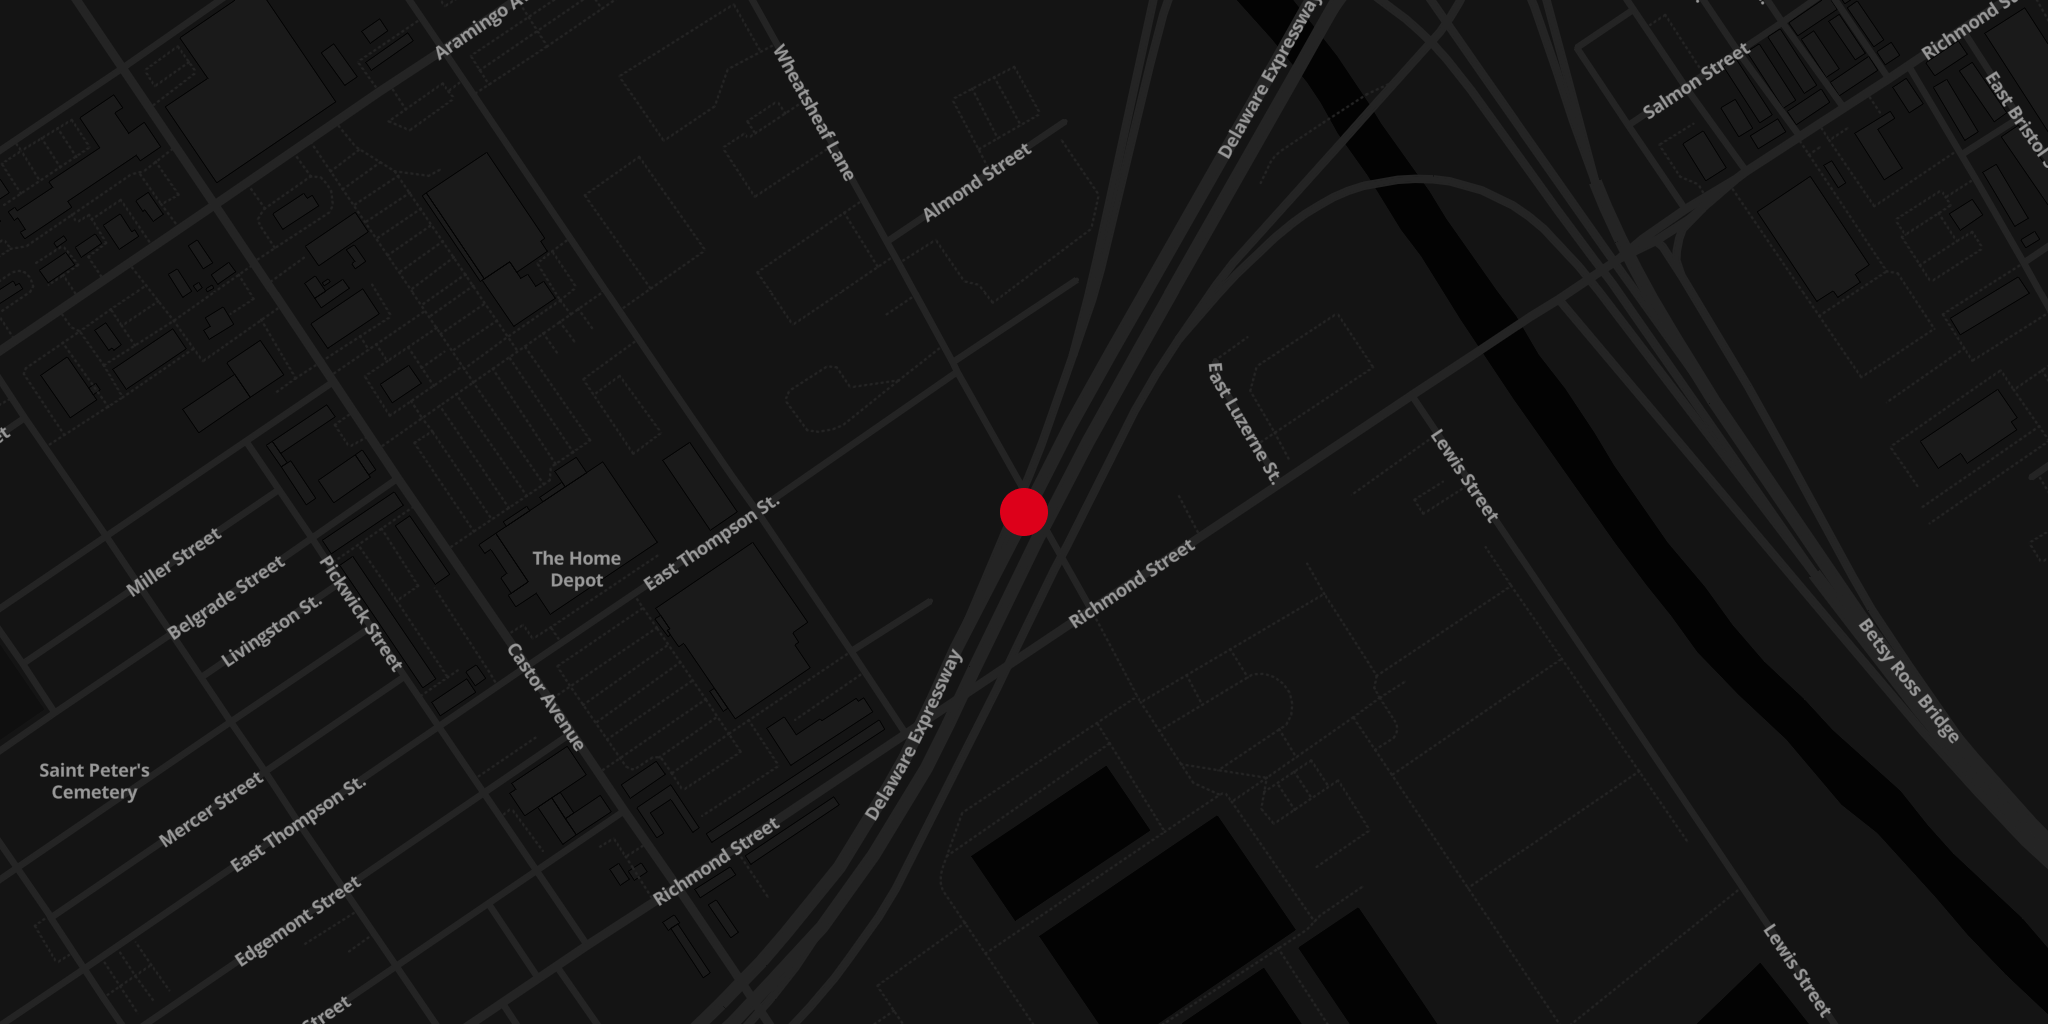 Aramingo A
Wheatsheaf Lane
Delaware Expressway
Richmond St
Salmon Street
East Bristol S
Almond Street
East Luzerne St.
Lewis Street
East Thompson St.
The Home
Depot
Miller Street
Belgrade Street
Livingston St.
Pickwick Street
Castor Avenue
Richmond Street
Betsy Ross Bridge
Delaware Expressway
Saint Peter's
Cemetery
Mercer Street
East Thompson St.
Edgemont Street
Richmond Street
Lewis Street
Street